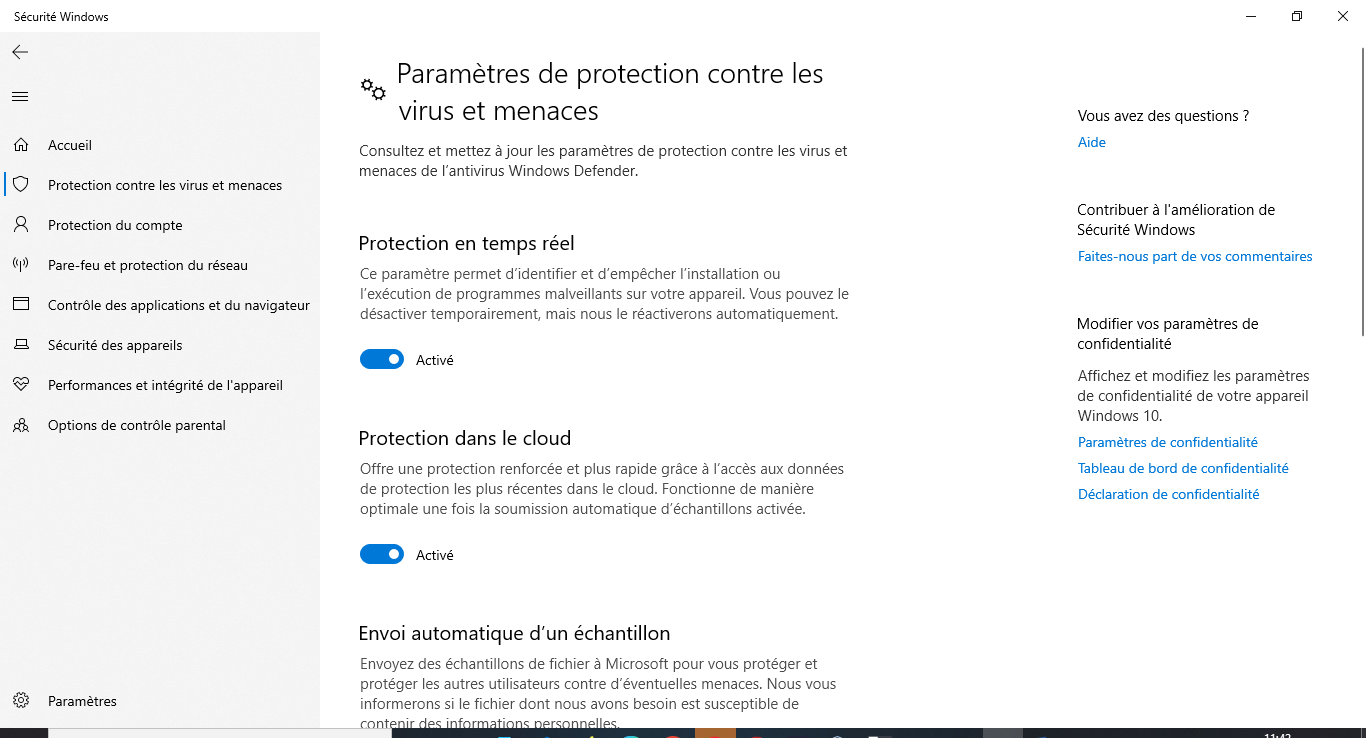 Sécurité Windows
Accueil
Protection contre les virus et menaces
Protection du compte
Pare-feu et protection du réseau
Contrôle des applications et du navigateur
Sécurité des appareils
Performances et intégrité de l'appareil
Options de contrôle parental
Paramètres
Paramètres de protection contre les
virus et menaces
Consultez et mettez à jour les paramètres de protection contre les virus et
menaces de l’antivirus Windows Defender.
Protection en temps réel
Ce paramètre permet d’identifier et d’empêcher l’installation ou
l’exécution de programmes malveillants sur votre appareil. Vous pouvez le
désactiver temporairement, mais nous le réactiverons automatiquement.
Activé
Protection dans le cloud
Offre une protection renforcée et plus rapide grâce à l’accès aux données
de protection les plus récentes dans le cloud. Fonctionne de manière
optimale une fois la soumission automatique d’échantillons activée.
Activé
Envoi automatique d’un échantillon
Envoyez des échantillons de fichier à Microsoft pour vous protéger et
protéger les autres utilisateurs contre d’éventuelles menaces. Nous vous
informerons si le fichier dont nous avons besoin est susceptible de
contenir des informations personnelles.
Vous avez des questions ?
Aide
Contribuer à l'amélioration de
Sécurité Windows
Faites-nous part de vos commentaires
Modifier vos paramètres de
confidentialité
Affichez et modifiez les paramètres
de confidentialité de votre appareil
Windows 10.
Paramètres de confidentialité
Tableau de bord de confidentialité
Déclaration de confidentialité